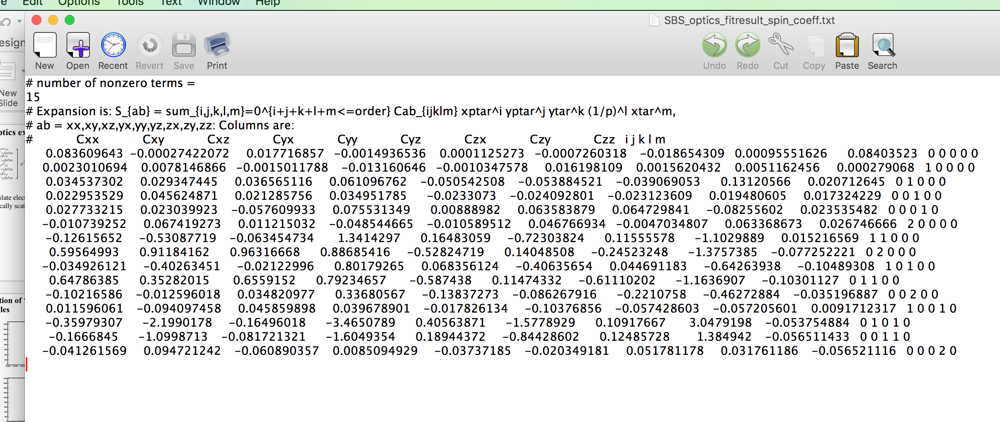 Edit Options Tools Text Window Help
SBS_optics_fitresult_spin_coeff.txt
New Open Recent Revert Save Print Undo Redo Cut Copy Paste Search
# number of nonzero terms =
15
# Expansion is: S_{ab} = sum_{i,j,k,l,m}=0^{i+j+k+l+m<=order} Cab_{ijklm} xptar^i yptar^j ytar^k (1/p)^l xtar^m,
# ab = xx,xy,xz,yx,yy,yz,zx,zy,zz: Columns are:
# Cxx Cxy Cxz Cyx Cyy Cyz Czx Czy Czz i j k l m
0.083609643 -0.00027422072 0.017716857 -0.0014936536 0.0001125273 -0.0007260318 -0.018654309 0.00095551626 0.08403523 0 0 0 0 0
0.0023010694 0.0078146866 -0.0015011788 -0.013160646 -0.0010347578 0.016198109 0.0015620432 0.0051162456 0.000279068 1 0 0 0 0
0.034537302 0.029347445 0.036565116 0.061096762 -0.050542508 -0.053884521 -0.039069053 0.13120566 0.020712645 0 1 0 0 0
0.022953529 0.045624871 0.021285756 0.034951785 -0.0233073 -0.024092801 -0.023123609 0.019480605 0.017324229 0 0 1 0 0
0.027733215 0.023039923 -0.057609933 0.075531349 0.00888982 0.063583879 0.064729841 -0.08255602 0.023535482 0 0 0 1 0
-0.010739252 0.067419273 0.011215032 -0.048544665 -0.010589512 0.046766934 -0.0047034807 0.063368673 0.026746666 2 0 0 0 0
-0.12615652 -0.53087719 -0.063454734 1.3414297 0.16483059 -0.72303824 0.11555578 -1.1029889 0.015216569 1 1 0 0 0
0.59564993 0.91184162 0.96316668 0.88685416 -0.52824719 0.14048508 -0.24523248 -1.3757385 -0.077252221 0 2 0 0 0
-0.034926121 -0.40263451 -0.02122996 0.80179265 0.068356124 -0.40635654 0.044691183 -0.64263938 -0.10489308 1 0 1 0 0
0.64786385 0.35282015 0.6559152 0.79234657 -0.587438 0.11474332 -0.61110202 -1.1636907 -0.10301127 0 1 1 0 0
-0.10216586 -0.012596018 0.034820977 0.33680567 -0.13837273 -0.086267916 -0.2210758 -0.46272884 -0.035196887 0 0 2 0 0
0.011596061 -0.094097458 0.045859898 0.039678901 -0.017826134 -0.10376856 -0.057428603 -0.057205601 0.0091712317 1 0 0 1 0
-0.35979307 -2.1990178 -0.16496018 -3.4650789 0.40563871 -1.5778929 0.10917667 3.0479198 -0.053754884 0 1 0 1 0
-0.1666845 -1.0998713 -0.081721321 -1.6049354 0.18944372 -0.84428602 0.12485728 1.384942 -0.056511433 0 0 1 1 0
-0.041261569 0.094721242 -0.060890357 0.0085094929 -0.03737185 -0.020349181 0.051781178 0.031761186 -0.056521116 0 0 0 2 0
New
Slide